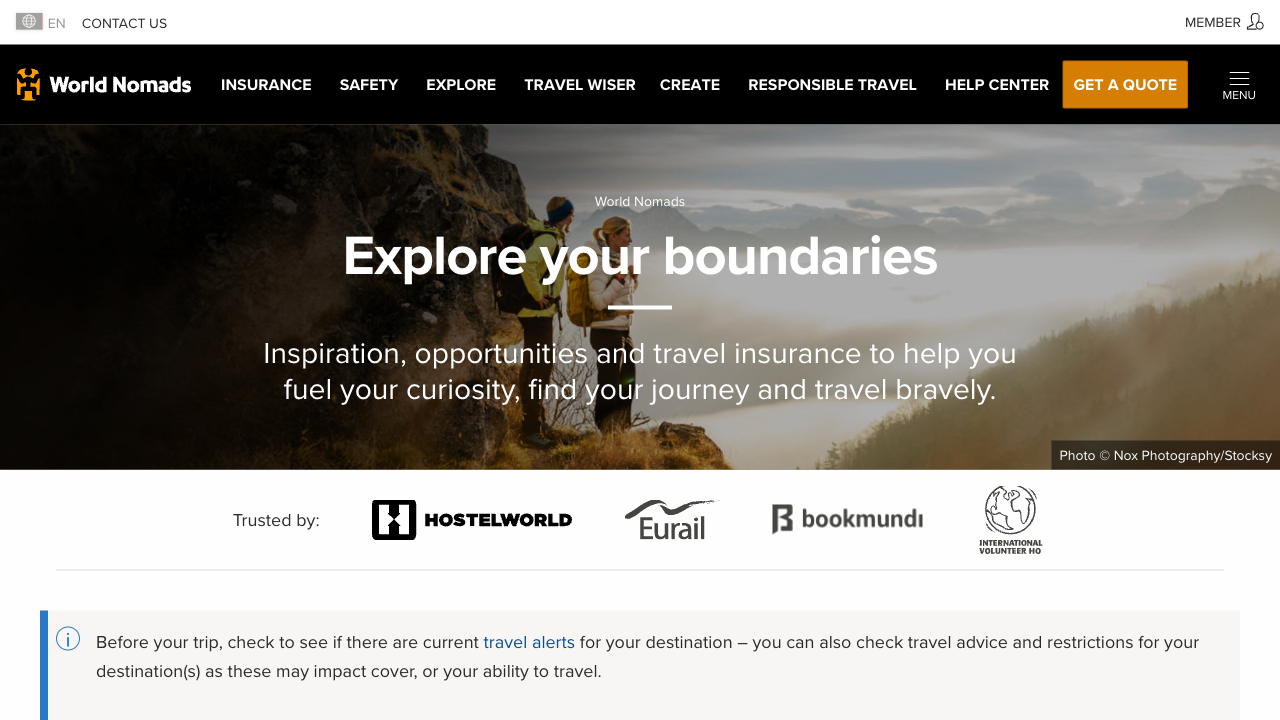 EN CONTACT US MEMBER
World Nomads INSURANCE SAFETY EXPLORE TRAVEL WISER CREATE RESPONSIBLE TRAVEL HELP CENTER GET A QUOTE MENU
World Nomads
Explore your boundaries
Inspiration, opportunities and travel insurance to help you
fuel your curiosity, find your journey and travel bravely.
Photo © Nox Photography/Stocksy
Trusted by: HOSTELWORLD Eurail bookmundi
INTERNATIONAL
VOLUNTEER HQ
Before your trip, check to see if there are current travel alerts for your destination – you can also check travel advice and restrictions for your
destination(s) as these may impact cover, or your ability to travel.